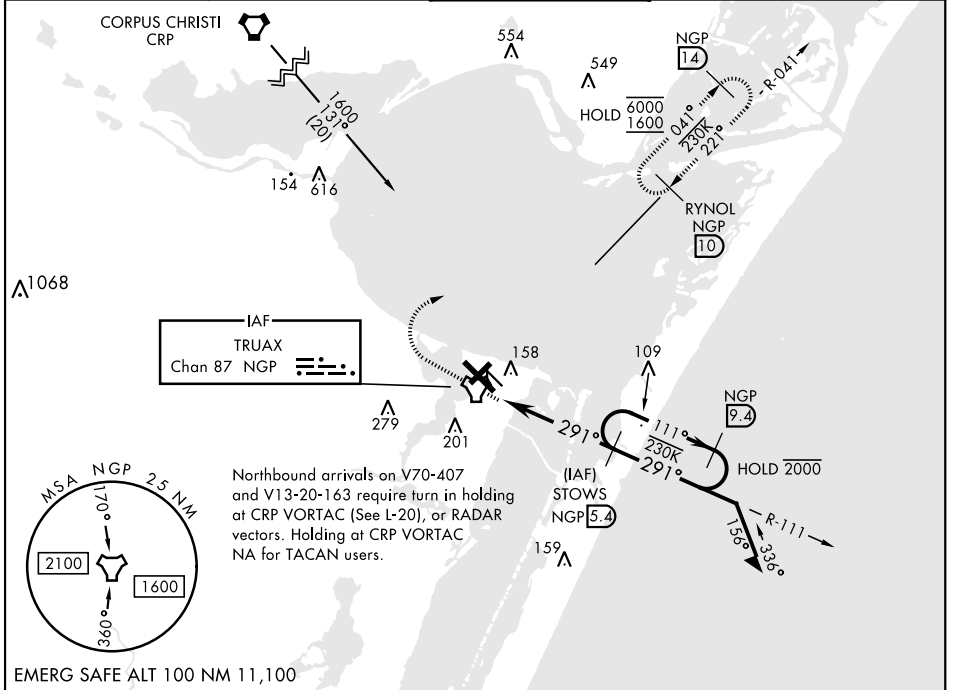 CORPUS CHRISTI
CRP
1600
131°
(20)
154
616
554
549
NGP
14
R-041
HOLD 6000
1600
041°
230K
221°
RYNOL
NGP
10
1068
IAF
TRUAX
Chan 87 NGP
158
109
279
201
291°
111°
230K
291°
NGP
9.4
HOLD 2000
(IAF)
STOWS
NGP 5.4
R-111
156°
336°
159
Northbound arrivals on V70-407
and V13-20-163 require turn in holding
at CRP VORTAC (See L-20), or RADAR
vectors. Holding at CRP VORTAC
NA for TACAN users.
MSA NGP 25 NM
170°
2100
1600
360°
EMERG SAFE ALT 100 NM 11,100